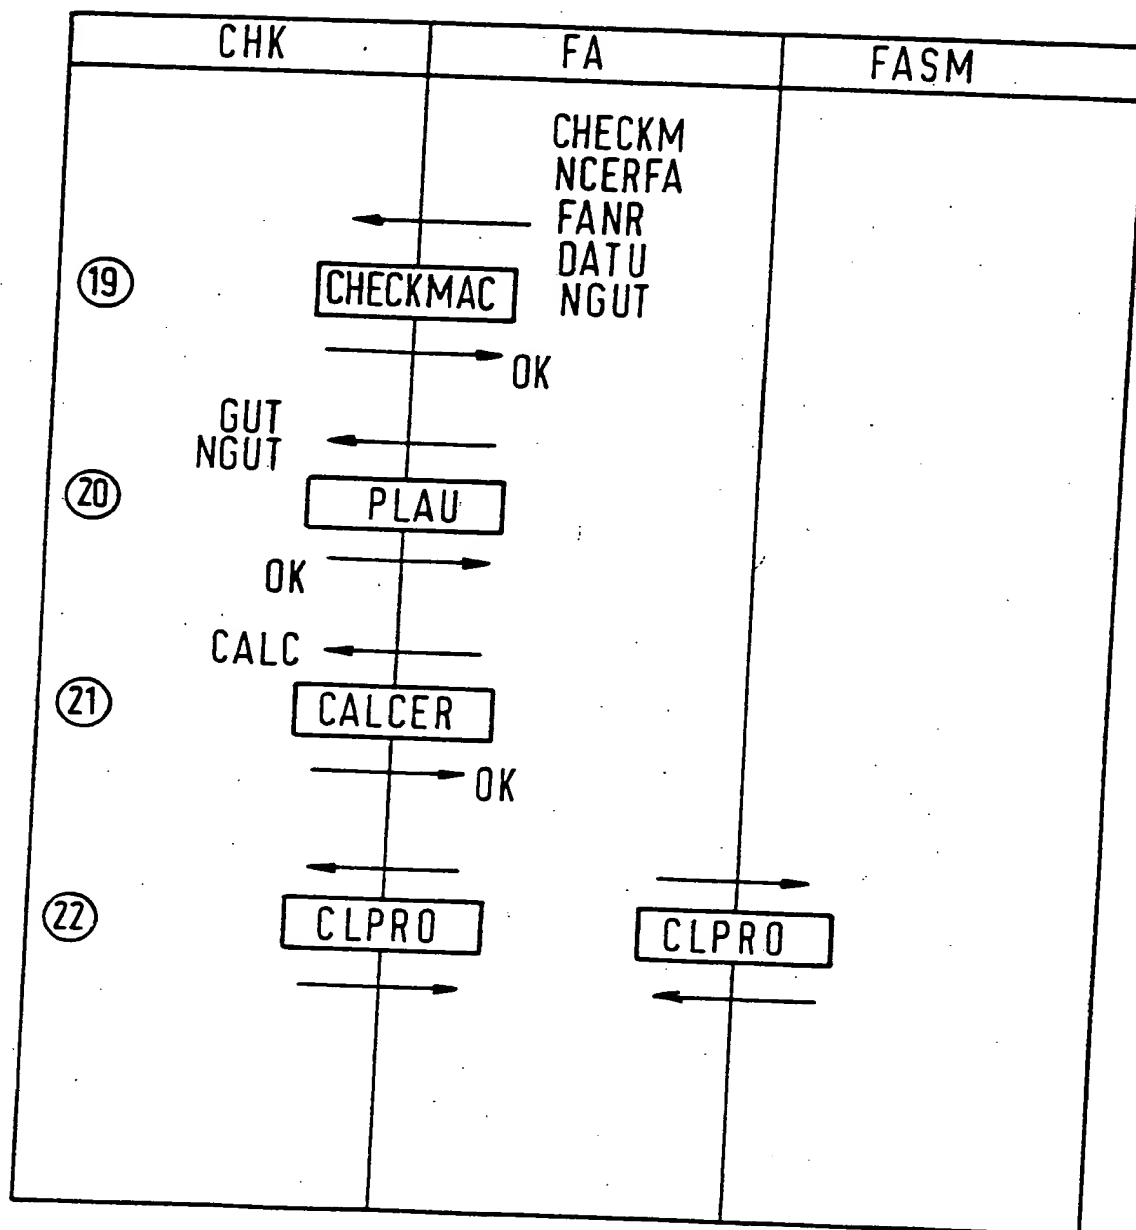 CHK FA FASM
CHECKM
NCERFA
FANR
DATU
NGUT
19 CHECKMAC
OK
GUT
NGUT
20 PLAU
OK
CALC
21 CALCER
OK
22 CLPRO CLPRO